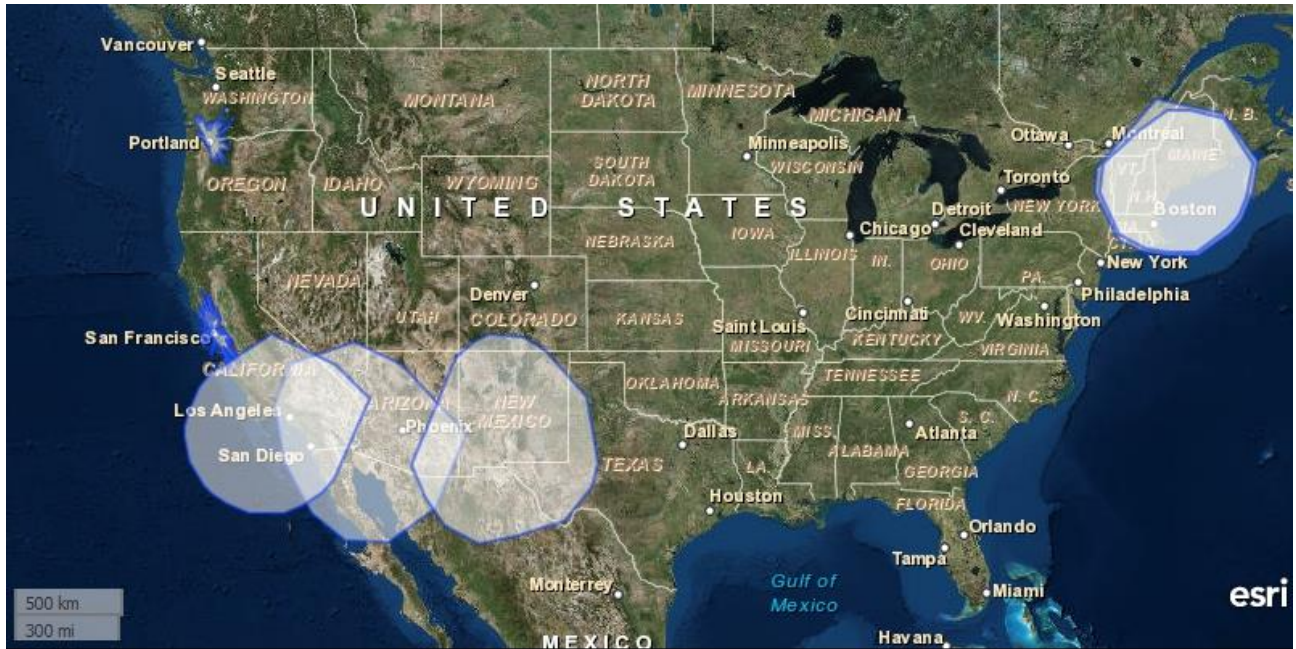 Vancouver
Seattle
WASHINGTON
Portland
OREGON
IDAHO
MONTANA
WYOMING
NORTH
DAKOTA
SOUTH
DAKOTA
MINNESOTA
Minneapolis
WISCONSIN
MICHIGAN
Ottawa
Montréal
N. B.
MAINE
VT.
N.H.
Toronto
NEW YORK
Boston
UNITED STATES
NEBRASKA
IOWA
Chicago
Detroit
Cleveland
ILLINOIS
IN.
OHIO
PA.
New York
Philadelphia
NEVADA
UTAH
Denver
COLORADO
KANSAS
Saint Louis
MISSOURI
Cincinnati
KENTUCKY
WV.
Washington
VIRGINIA
San Francisco
CALIFORNIA
Los Angeles
San Diego
ARIZONA
Phoenix
NEW
MEXICO
OKLAHOMA
ARKANSAS
TENNESSEE
N. C.
S. C.
Dallas
TEXAS
LA.
MISS.
ALABAMA
Atlanta
GEORGIA
Houston
FLORIDA
Orlando
Tampa
Miami
Monterrey
Gulf of
Mexico
MEXICO
Havana
500 km
300 mi
esri